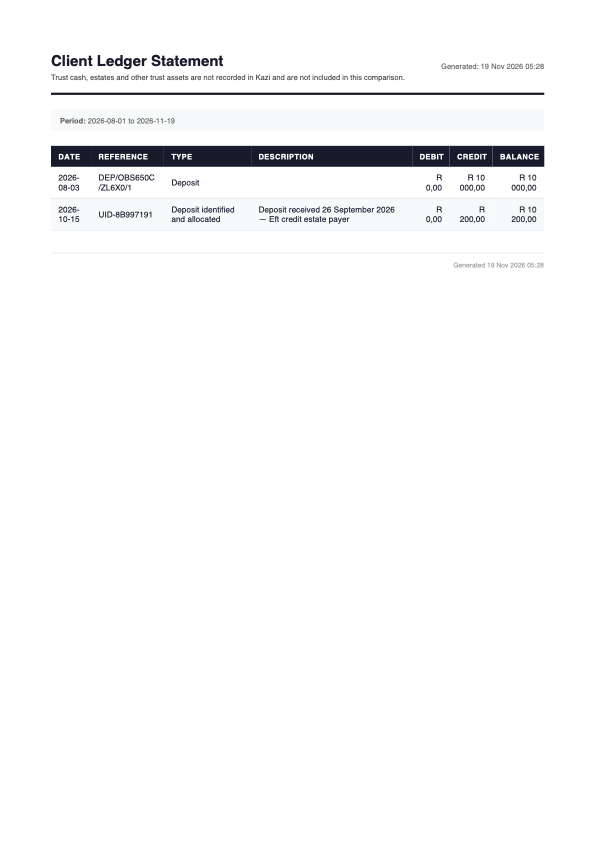 Client Ledger Statement
Generated: 19 Nov 2026 05:28
Trust cash, estates and other trust assets are not recorded in Kazi and are not included in this comparison.
Period: 2026-08-01 to 2026-11-19
DATE REFERENCE TYPE DESCRIPTION DEBIT CREDIT BALANCE
2026- DEP/OBS650C R R 10 R 10
08-03 /ZL6X0/1 Deposit 0,00 000,00 000,00
2026- UID-8B997191 Deposit identified Deposit received 26 September 2026 R R R 10
10-15 and allocated — Eft credit estate payer 0,00 200,00 200,00
Generated 19 Nov 2026 05:28